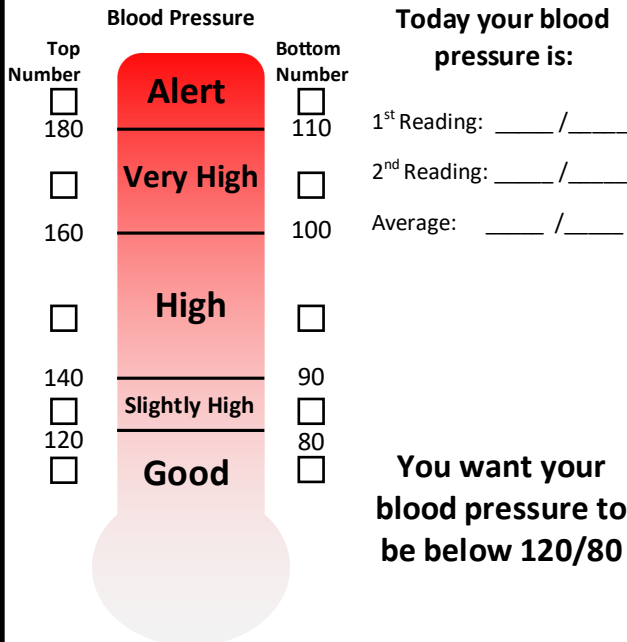 Blood Pressure
Top
Number
Bottom
Number
Alert
180
110
Very High
160
100
High
140
90
Slightly High
120
80
Good
Today your blood
pressure is:
1st Reading: _____ /_____
2nd Reading: _____ /_____
Average: _____ /_____
You want your
blood pressure to
be below 120/80